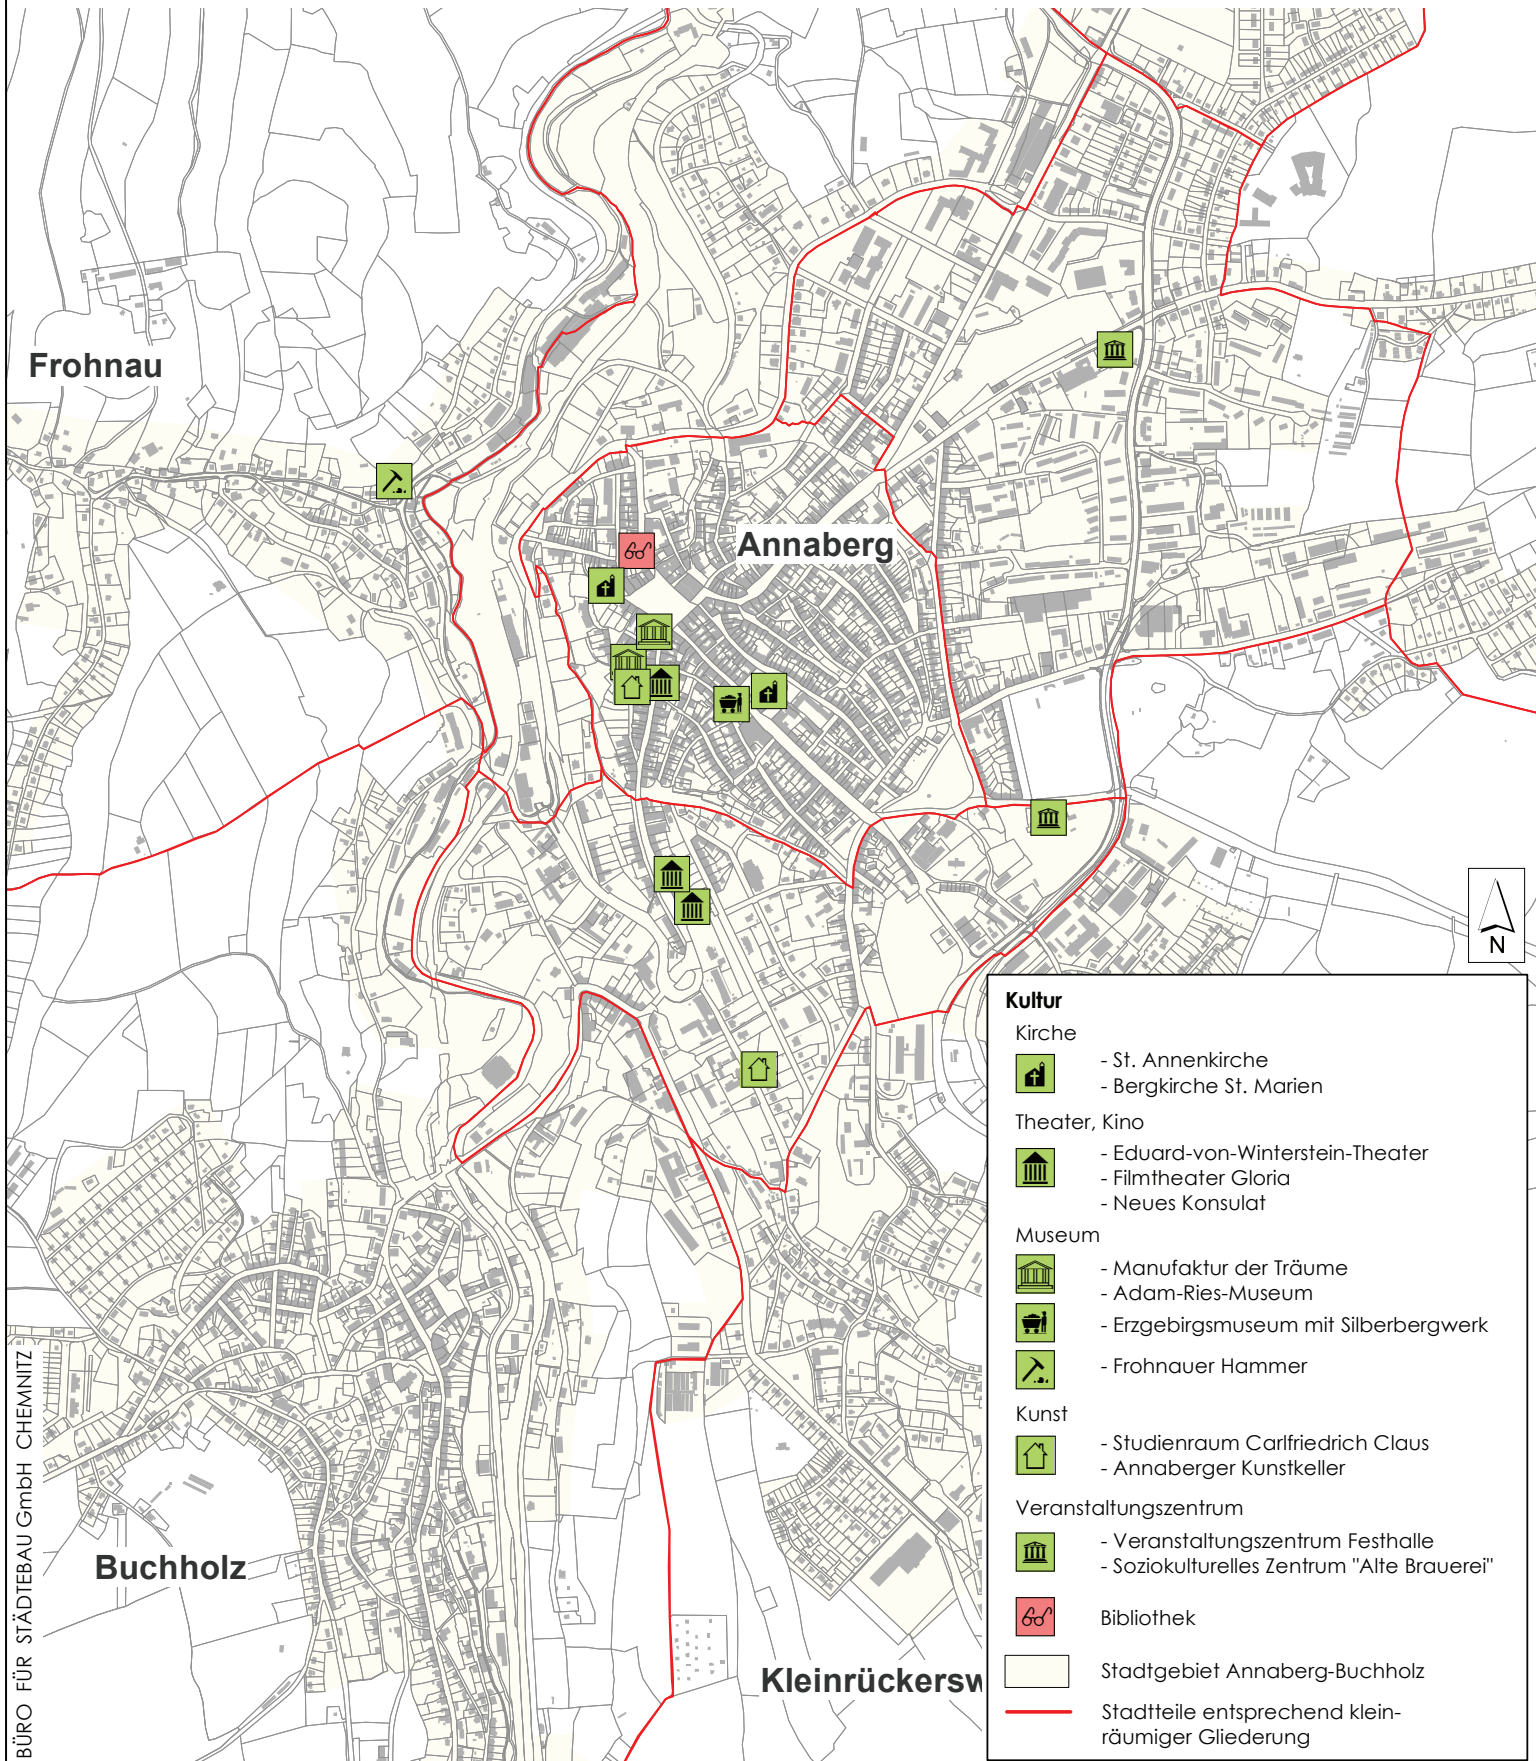 Frohnau
Annaberg
N
Buchholz
Kleinrückersw
BÜRO FÜR STÄDTEBAU GmbH CHEMNITZ
Kultur
Kirche
- St. Annenkirche
- Bergkirche St. Marien
Theater, Kino
- Eduard-von-Winterstein-Theater
- Filmtheater Gloria
- Neues Konsulat
Museum
- Manufaktur der Träume
- Adam-Ries-Museum
- Erzgebirgsmuseum mit Silberbergwerk
- Frohnauer Hammer
Kunst
- Studienraum Carlfriedrich Claus
- Annaberger Kunstkeller
Veranstaltungszentrum
- Veranstaltungszentrum Festhalle
- Soziokulturelles Zentrum "Alte Brauerei"
Bibliothek
Stadtgebiet Annaberg-Buchholz
Stadtteile entsprechend klein-
räumiger Gliederung